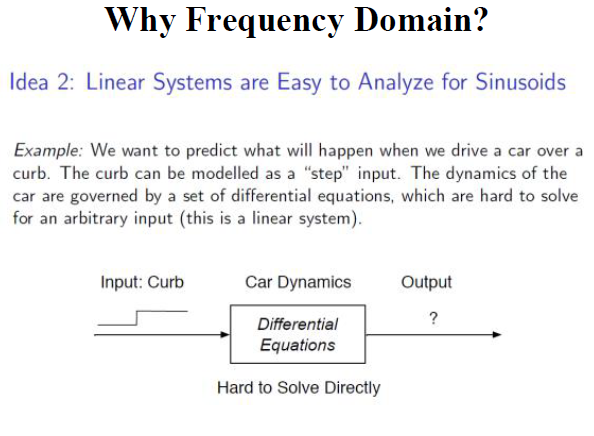 Why Frequency Domain?
Idea 2: Linear Systems are Easy to Analyze for Sinusoids
Example: We want to predict what will happen when we drive a car over a
curb. The curb can be modelled as a “step” input. The dynamics of the
car are governed by a set of differential equations, which are hard to solve
for an arbitrary input (this is a linear system).
Input: Curb
Car Dynamics
Output
Differential
Equations
?
Hard to Solve Directly